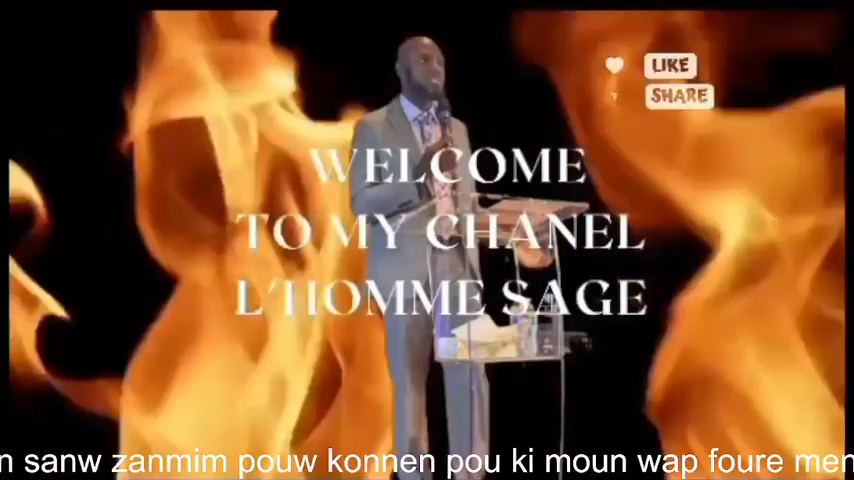 LIKE
SHARE
WELCOME
TO MY CHANEL
L'HOMME SAGE
sanw zanmim pouw konnen pou ki moun wap foure